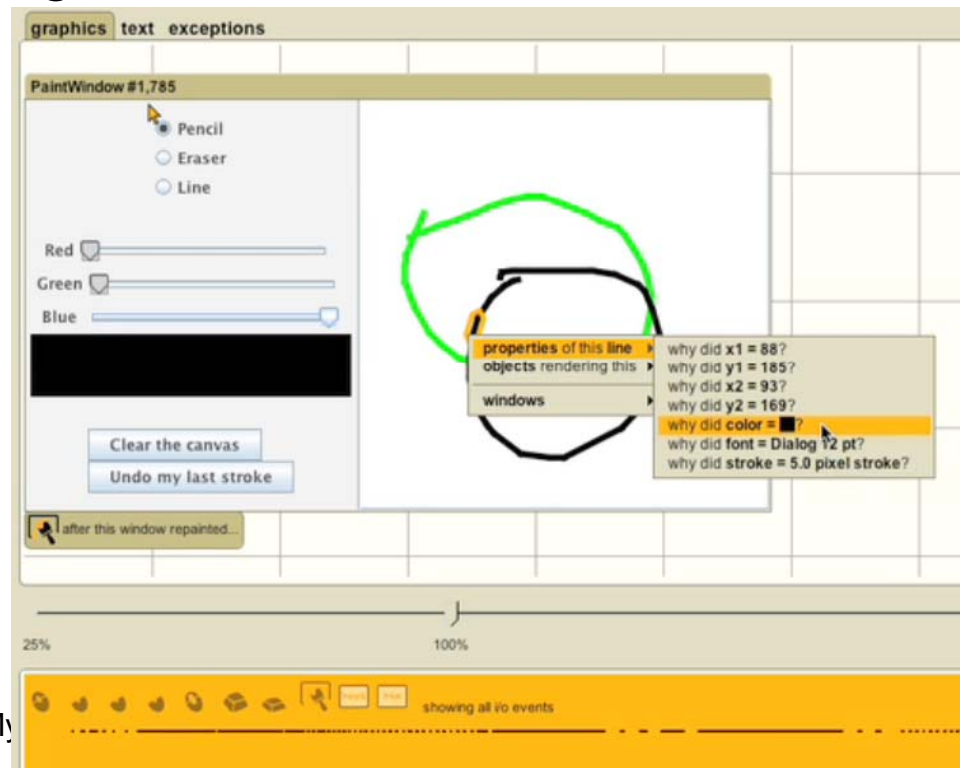 graphics text exceptions
PaintWindow #1,785
Pencil
Eraser
Line
Red
Green
Blue
Clear the canvas
Undo my last stroke
properties of this line
objects rendering this
windows
why did x1 = 88?
why did y1 = 185?
why did x2 = 93?
why did y2 = 169?
why did color = ?
why did font = Dialog 12 pt?
why did stroke = 5.0 pixel stroke?
after this window repainted...
25%
100%
showing all i/o events